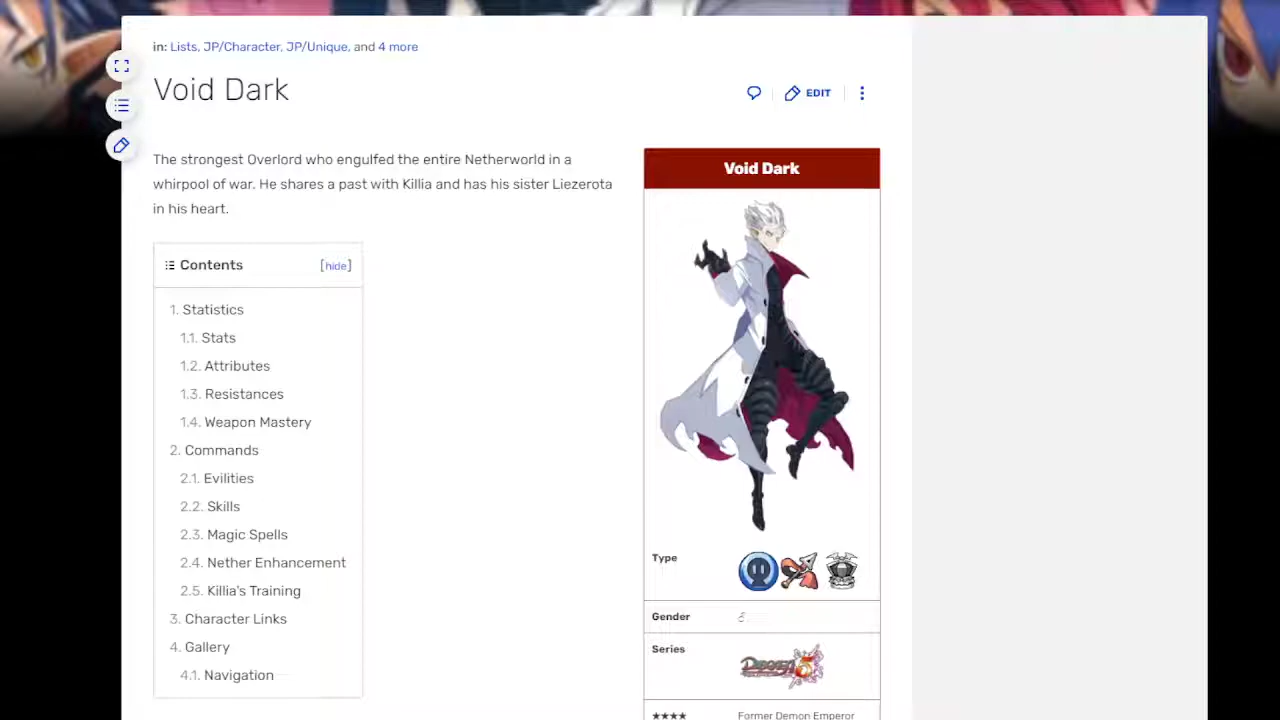 in: Lists, JP/Character, JP/Unique, and 4 more
Void Dark
EDIT
The strongest Overlord who engulfed the entire Netherworld in a
whirpool of war. He shares a past with Killia and has his sister Liezerota
in his heart.
Contents [hide]
1. Statistics
1.1. Stats
1.2. Attributes
1.3. Resistances
1.4. Weapon Mastery
2. Commands
2.1. Evilities
2.2. Skills
2.3. Magic Spells
2.4. Nether Enhancement
2.5. Killia's Training
3. Character Links
4. Gallery
4.1. Navigation
Void Dark
Type
Gender
Series
Disgaea 5
★★★★ Former Demon Emperor